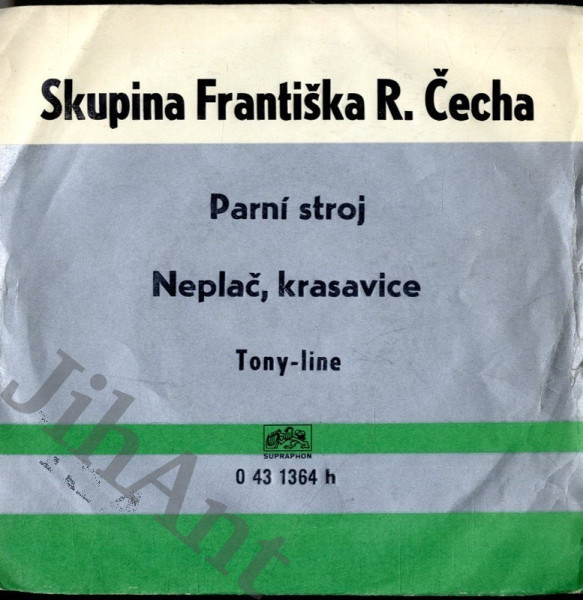 Skupina Františka R. Čecha
Parní stroj
Neplač, krasavice
Tony-line
SUPRAPHON
0 43 1364 h
JihAnt